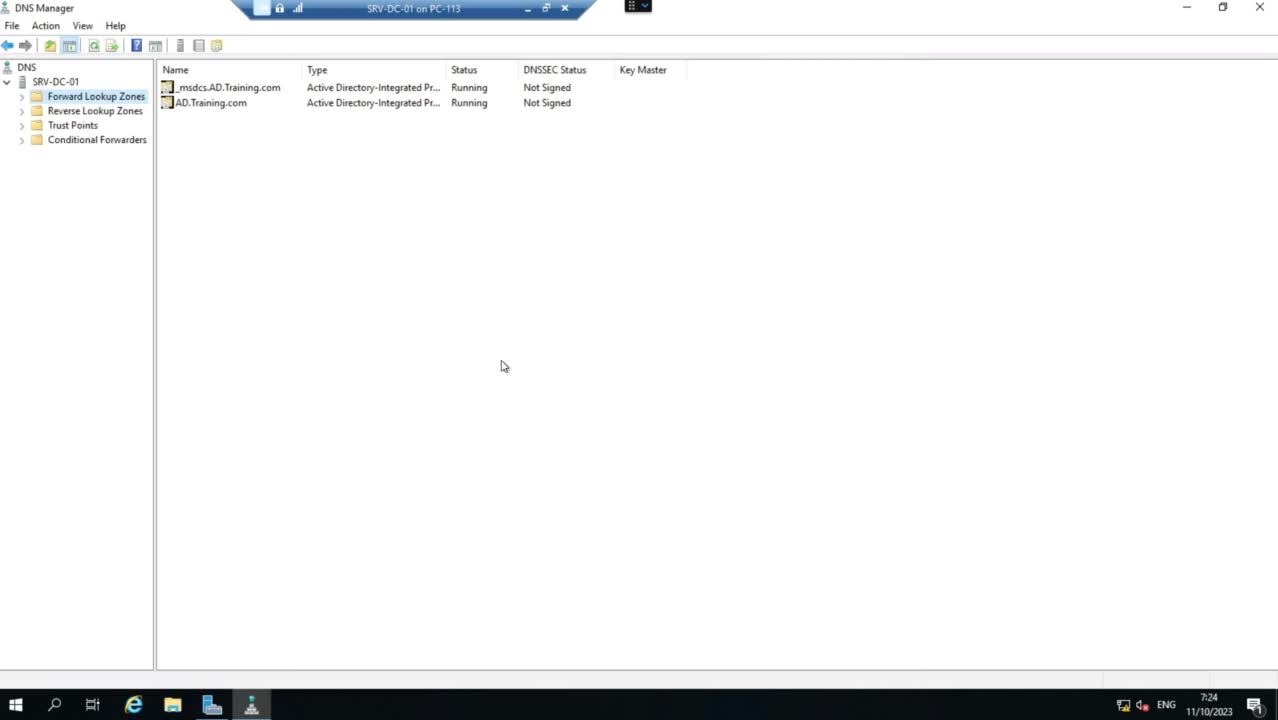 DNS Manager
SRV-DC-01 on PC-113
File Action View Help
DNS
SRV-DC-01
Forward Lookup Zones
Reverse Lookup Zones
Trust Points
Conditional Forwarders
Name Type Status DNSSEC Status Key Master
_msdcs.AD.Training.com Active Directory-Integrated Pr... Running Not Signed
AD.Training.com Active Directory-Integrated Pr... Running Not Signed
ENG
7:24
11/10/2023
1